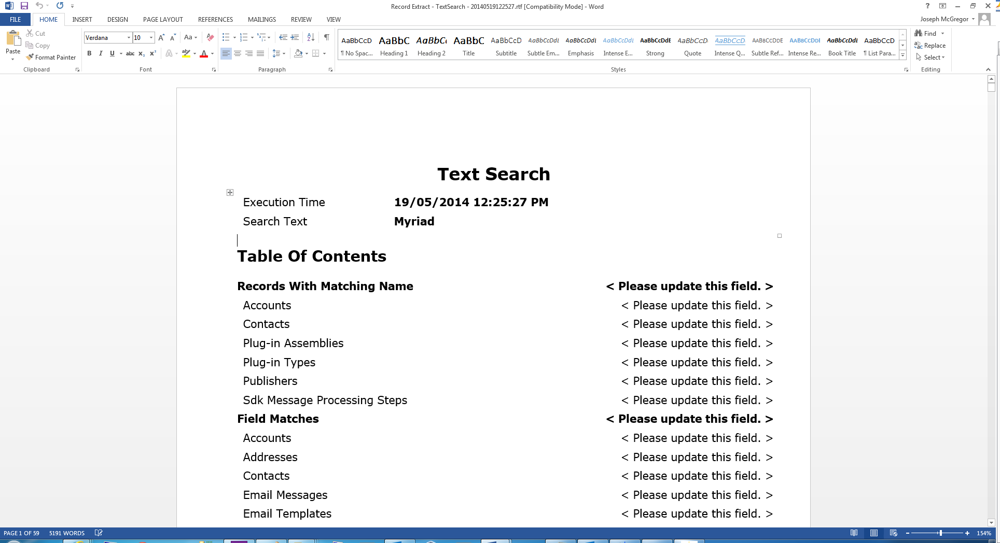 Record Extract - TextSearch - 20140519122527.rtf [Compatibility Mode] - Word
FILE HOME INSERT DESIGN PAGE LAYOUT REFERENCES MAILINGS REVIEW VIEW
Joseph McGregor
Paste
Cut
Copy
Format Painter
Clipboard
Verdana 10
Font
Paragraph
AaBbCcD AaBbC AaBbCc AaBbC AaBbCcD AaBbCcDdE AaBbCcDdE AaBbCcDdE AaBbCcDdE AaBbCcD AaBbCcD AABBCCDDE AABBCCDDE AaBbCcDdE AaBbCcD
¶ No Spac... Heading 1 Heading 2 Title Subtitle Subtle Em... Emphasis Intense E... Strong Quote Intense Q... Subtle Ref... Intense Re... Book Title ¶ List Para...
Styles
Find
Replace
Select
Editing
Text Search
Execution Time 19/05/2014 12:25:27 PM
Search Text Myriad
Table Of Contents
Records With Matching Name < Please update this field. >
Accounts < Please update this field. >
Contacts < Please update this field. >
Plug-in Assemblies < Please update this field. >
Plug-in Types < Please update this field. >
Publishers < Please update this field. >
Sdk Message Processing Steps < Please update this field. >
Field Matches < Please update this field. >
Accounts < Please update this field. >
Addresses < Please update this field. >
Contacts < Please update this field. >
Email Messages < Please update this field. >
Email Templates < Please update this field. >
PAGE 1 OF 59 5191 WORDS 154%